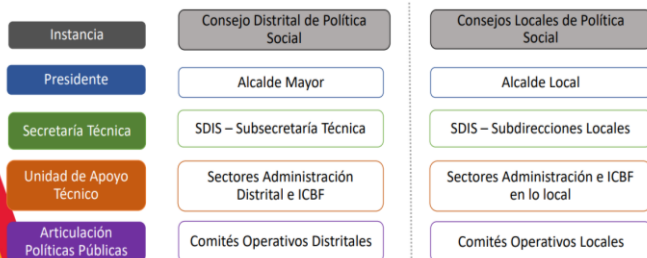 Instancia
Consejo Distrital de Política
Social
Consejos Locales de Política
Social
Presidente
Alcalde Mayor
Alcalde Local
Secretaría Técnica
SDIS – Subsecretaría Técnica
SDIS – Subdirecciones Locales
Unidad de Apoyo
Técnico
Sectores Administración
Distrital e ICBF
Sectores Administración e ICBF
en lo local
Articulación
Políticas Públicas
Comités Operativos Distritales
Comités Operativos Locales